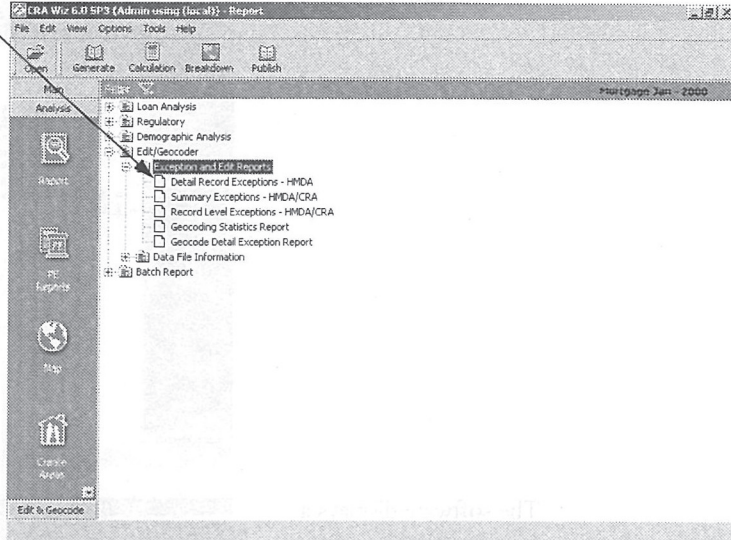 CRA Wiz 6.0 SP3 (Admin using (local)) - Report
File Edit View Options Tools Help
Open Generate Calculation Breakdown Publish
Main
Mortgage Jan - 2000
Analysis
Loan Analysis
Regulatory
Demographic Analysis
Edit/Geocoder
Exception and Edit Reports
Detail Record Exceptions - HMDA
Summary Exceptions - HMDA/CRA
Record Level Exceptions - HMDA/CRA
Geocoding Statistics Report
Geocode Detail Exception Report
Data File Information
Batch Report
Report
Reports
Map
Create
Areas
Edit & Geocode